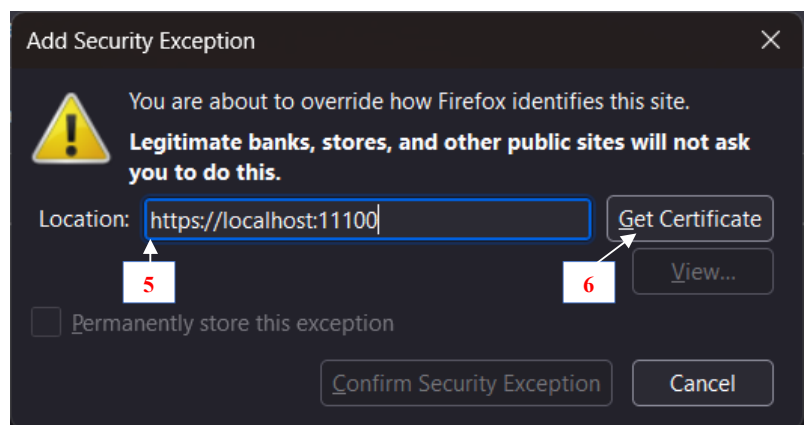 Add Security Exception
You are about to override how Firefox identifies this site.
Legitimate banks, stores, and other public sites will not ask
you to do this.
Location: https://localhost:11100 Get Certificate
5 6 View...
Permanently store this exception
Confirm Security Exception Cancel